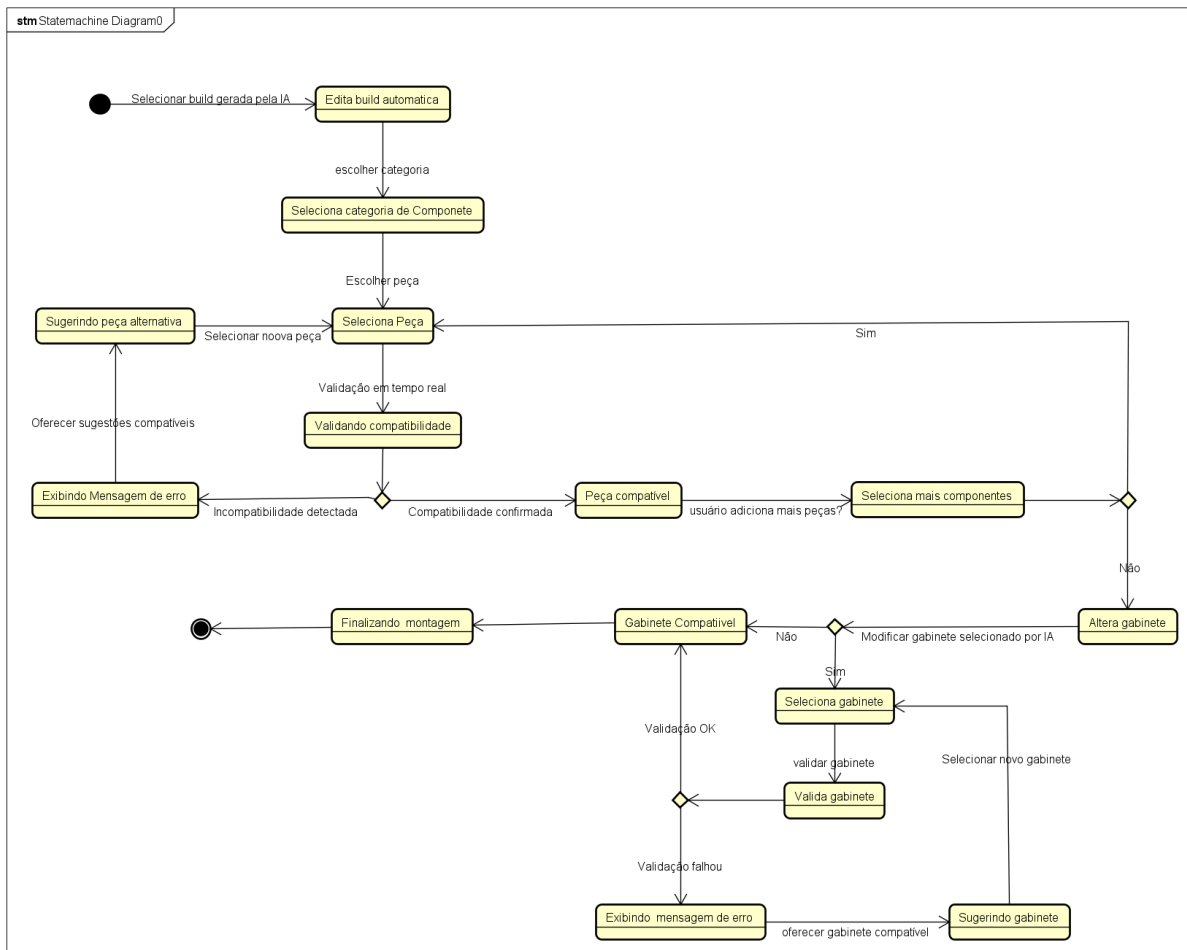 stm Statemachine Diagram0
Selecionar build gerada pela IA
Edita build automatica
escolher categoria
Seleciona categoria de Componete
Escolher peça
Sugerindo peça alternativa
Selecionar noova peça
Seleciona Peça
Sim
Validação em tempo real
Oferecer sugestões compatíveis
Validando compatibilidade
Exibindo Mensagem de erro
Incompatibilidade detectada
Compatibilidade confirmada
Peça compatível
usuário adiciona mais peças?
Seleciona mais componentes
Não
Finalizando montagem
Gabinete Compatiivel
Não
Modificar gabinete selecionado por IA
Altera gabinete
Sim
Seleciona gabinete
Validação OK
validar gabinete
Selecionar novo gabinete
Valida gabinete
Validação falhou
Exibindo mensagem de erro
oferecer gabinete compatível
Sugerindo gabinete